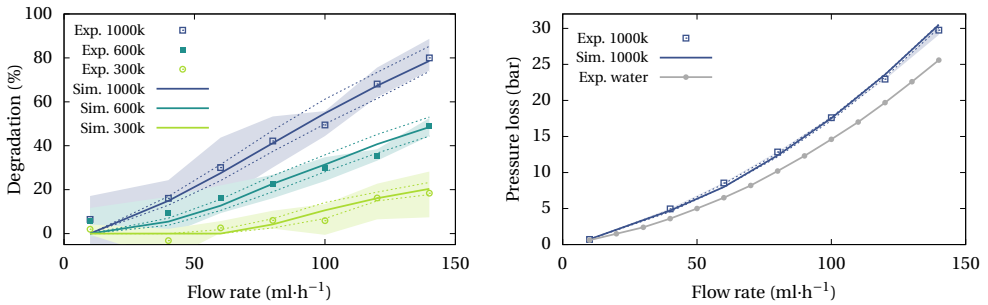 100
80
60
40
20
0
Degradation (%)
Exp. 1000k
Exp. 600k
Exp. 300k
Sim. 1000k
Sim. 600k
Sim. 300k
0
50
100
150
Flow rate (ml·h⁻¹)
30
25
20
15
10
5
0
Pressure loss (bar)
Exp. 1000k
Sim. 1000k
Exp. water
0
50
100
150
Flow rate (ml·h⁻¹)